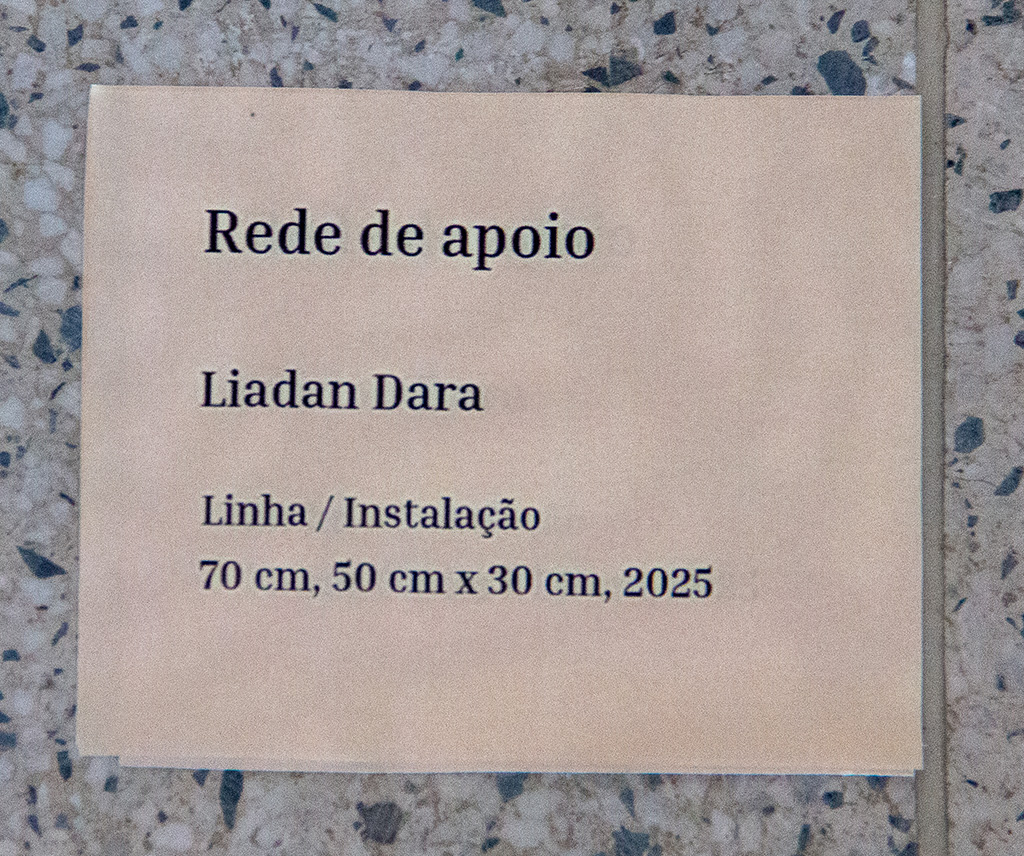 Rede de apoio
Liadan Dara
Linha / Instalação
70 cm, 50 cm x 30 cm, 2025